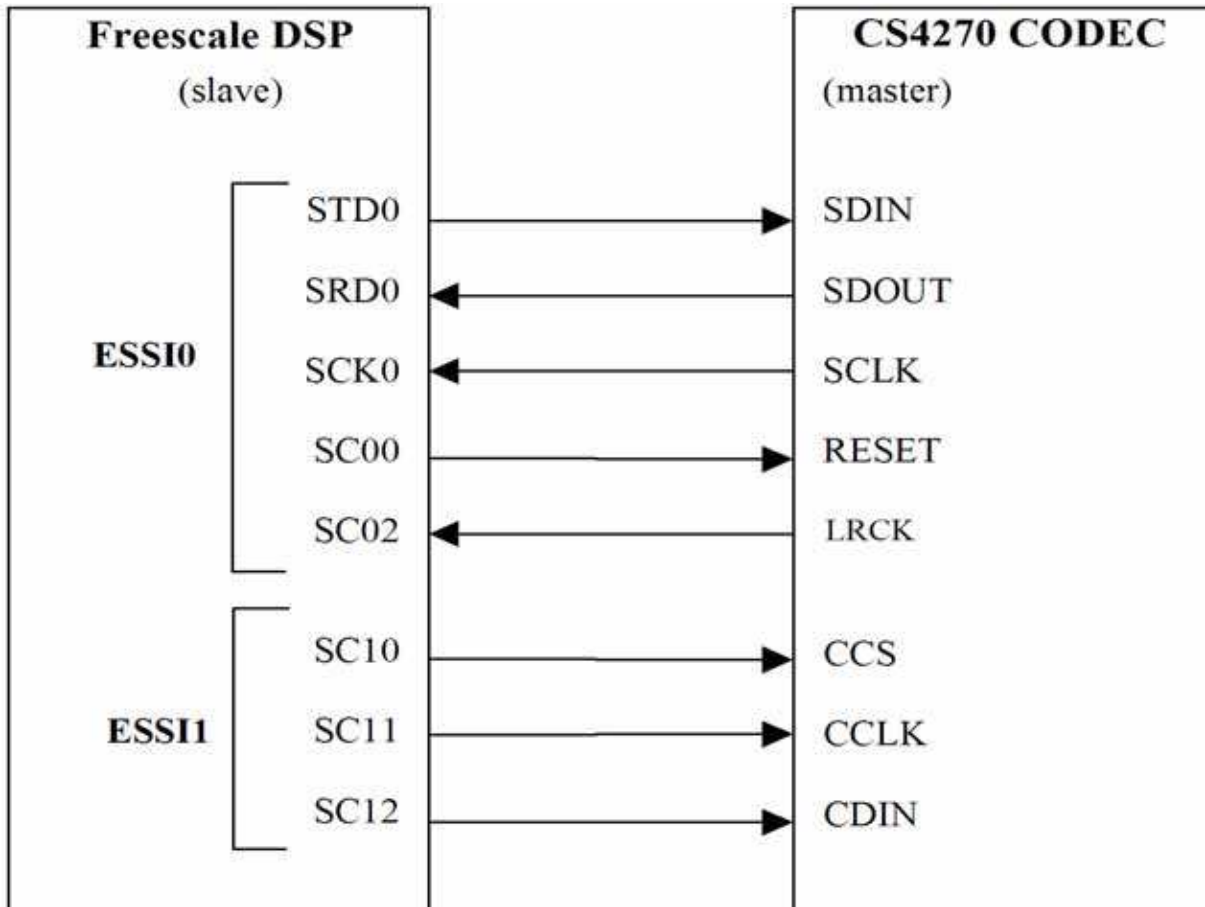 Freescale DSP
(slave)
CS4270 CODEC
(master)
ESSI0
STD0
SRD0
SCK0
SC00
SC02
SDIN
SDOUT
SCLK
RESET
LRCK
ESSI1
SC10
SC11
SC12
CCS
CCLK
CDIN